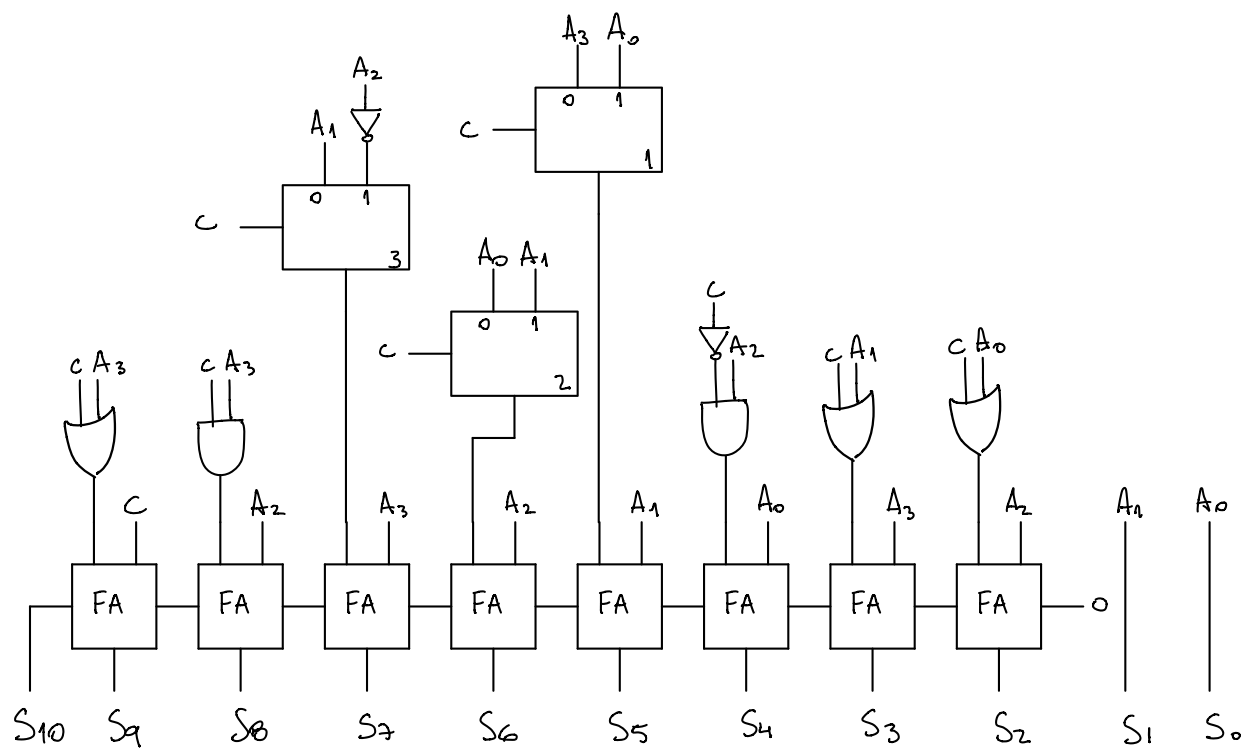 A3 A0
A2
0 1
A1
C
1
0 1
C
3
A0 A1
C
0 1
C A2
C A0
C A3
C A3
C
2
C A1
C
A2
A3
A2
A1
A0
A3
A2
A1
A0
FA FA FA FA FA FA FA FA 0
S10 S9 S8 S7 S6 S5 S4 S3 S2 S1 S0